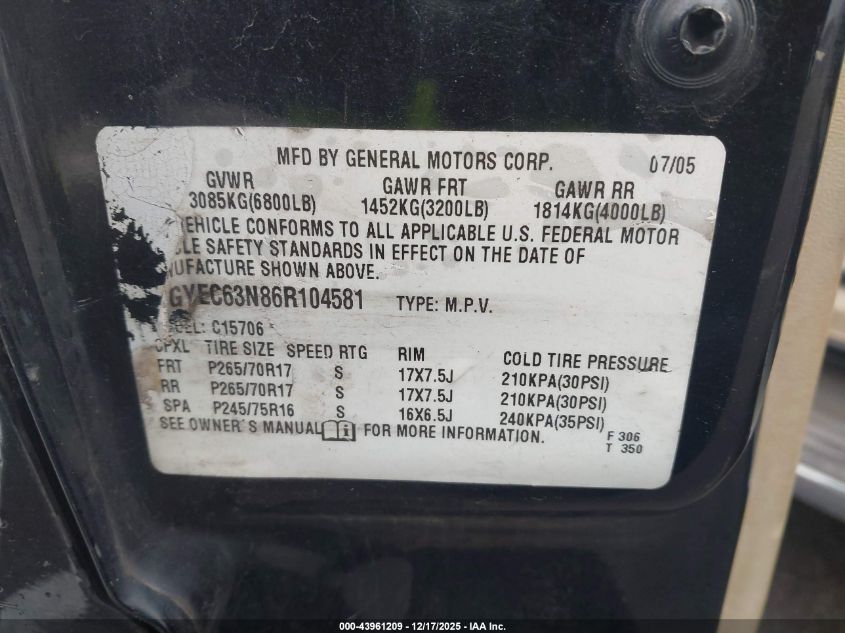 MFD BY GENERAL MOTORS CORP. 07/05
GVWR GAWR FRT GAWR RR
3085KG(6800LB) 1452KG(3200LB) 1814KG(4000LB)
VEHICLE CONFORMS TO ALL APPLICABLE U.S. FEDERAL MOTOR
CLE SAFETY STANDARDS IN EFFECT ON THE DATE OF
NUFACTURE SHOWN ABOVE.
GYEC63N86R104581 TYPE: M.P.V.
DEL: C15706
CPXL TIRE SIZE SPEED RTG RIM COLD TIRE PRESSURE
FRT P265/70R17 S 17X7.5J 210KPA(30PSI)
RR P265/70R17 S 17X7.5J 210KPA(30PSI)
SPA P245/75R16 S 16X6.5J 240KPA(35PSI)
SEE OWNER'S MANUAL FOR MORE INFORMATION.
F 306
T 350
000-43961209 - 12/17/2025 - IAA Inc.